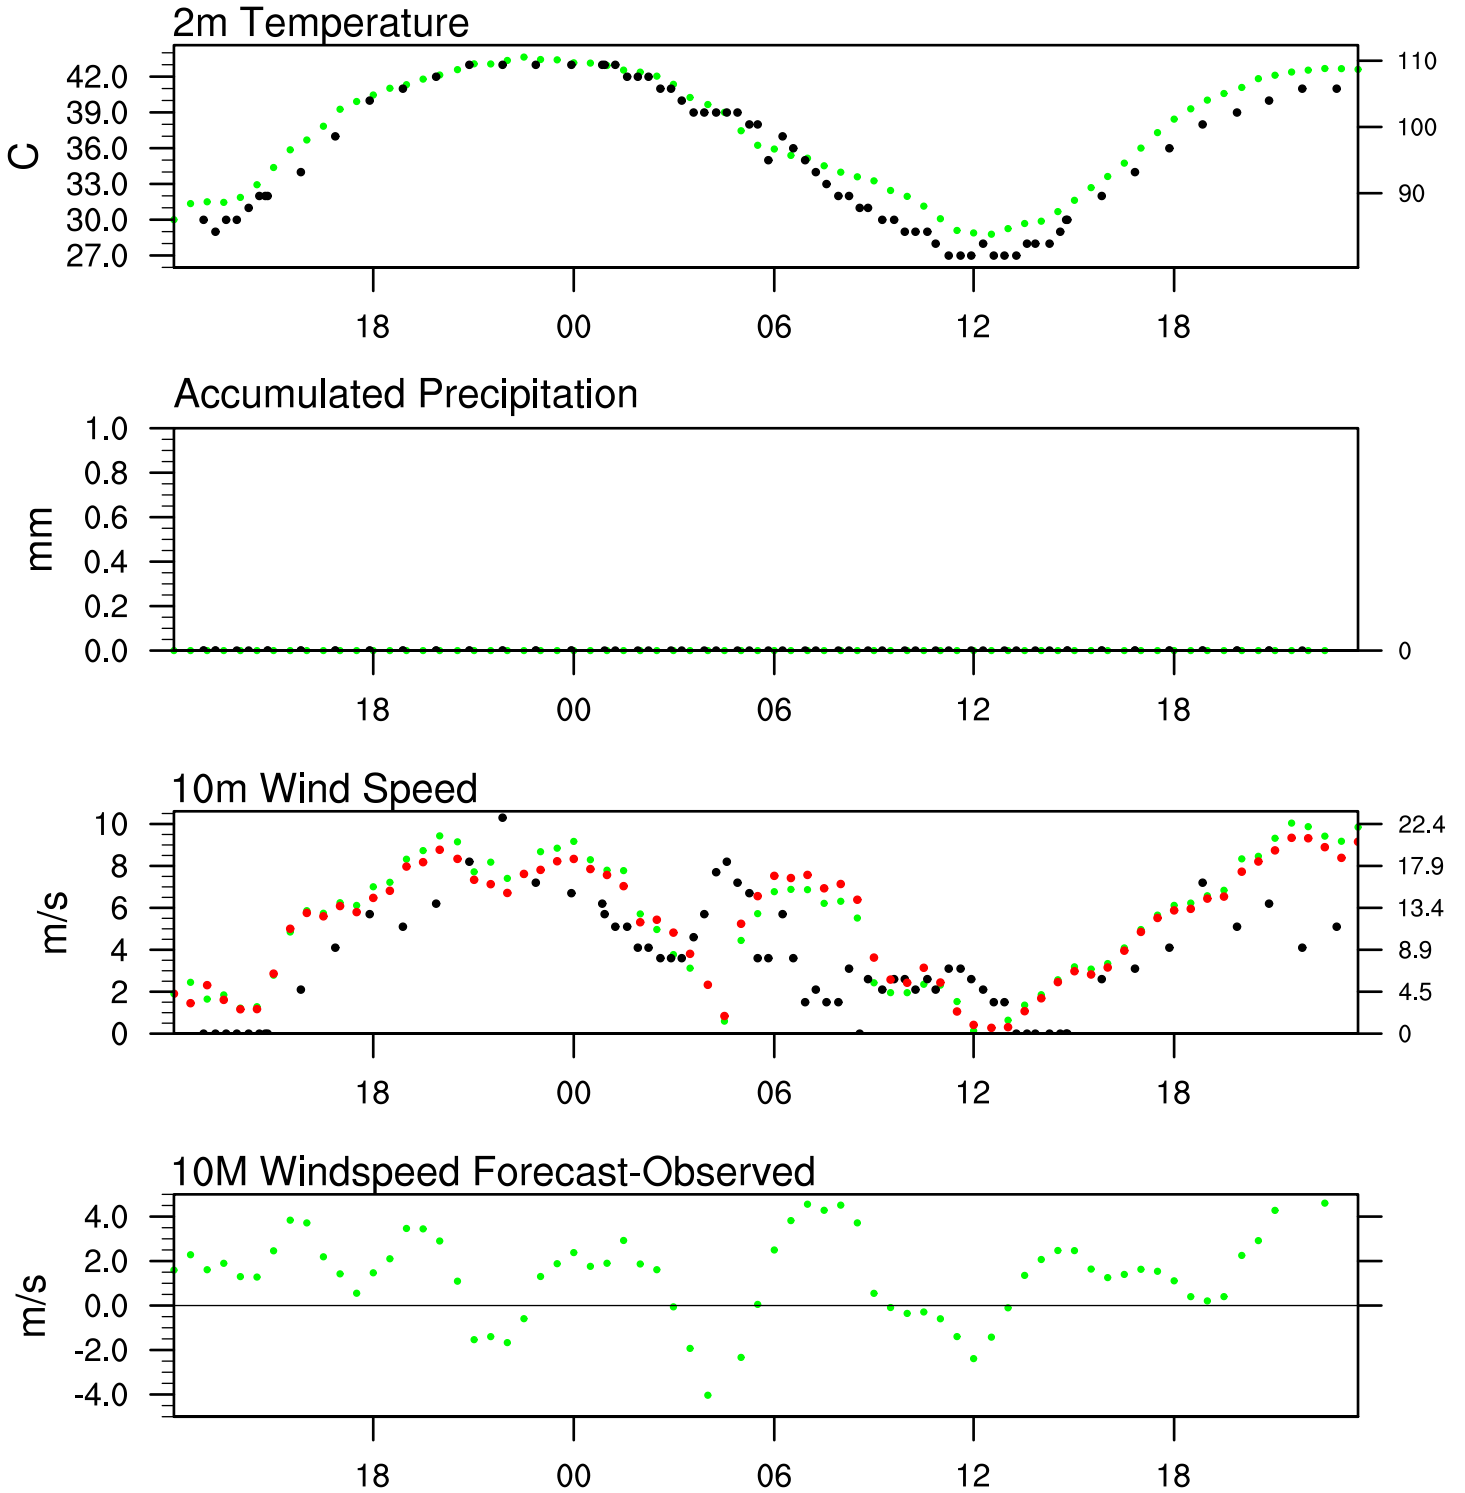 2m Temperature
42.0
39.0
36.0
33.0
30.0
27.0
C
110
100
90
18 00 06 12 18
Accumulated Precipitation
1.0
0.8
0.6
0.4
0.2
0.0
mm
0
18 00 06 12 18
10m Wind Speed
10
8
6
4
2
0
m/s
22.4
17.9
13.4
8.9
4.5
0
18 00 06 12 18
10M Windspeed Forecast-Observed
4.0
2.0
0.0
-2.0
-4.0
m/s
18 00 06 12 18